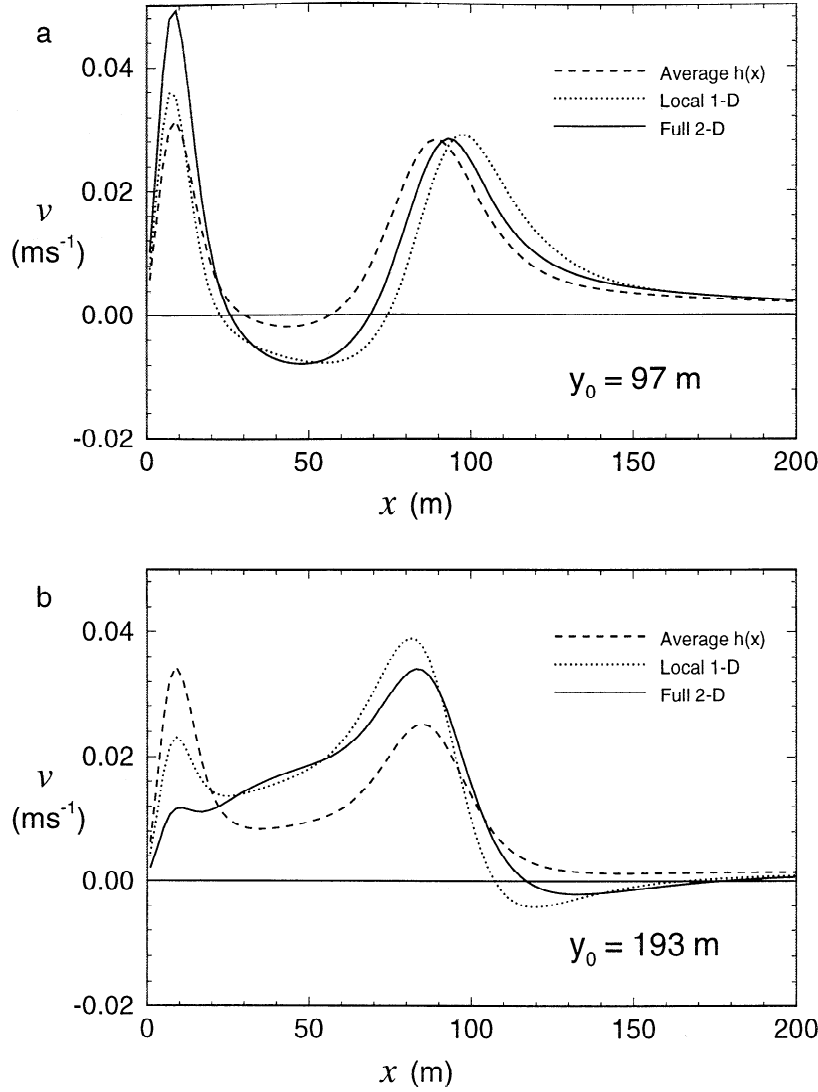 a
0.04
0.02
0.00
-0.02
v
(ms-1)
Average h(x)
Local 1-D
Full 2-D
y0 = 97 m
0 50 100 150 200
x (m)
b
0.04
0.02
0.00
-0.02
v
(ms-1)
Average h(x)
Local 1-D
Full 2-D
y0 = 193 m
0 50 100 150 200
x (m)